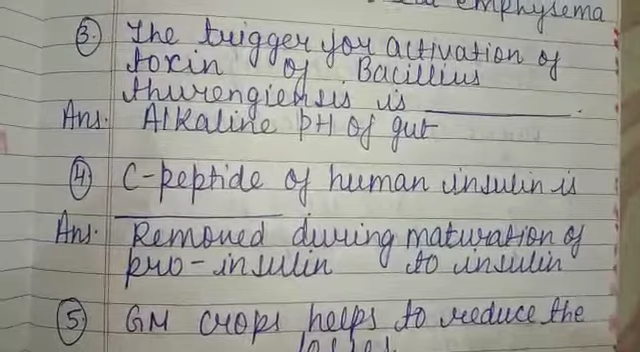 emphysema
3. The trigger for activation of
toxin of Bacillius
thurengiensis is ________.
Ans. Alkaline pH of gut
4 C-peptide of human insulin is
________
Ans. Removed during maturation of
pro-insulin to insulin
5 GM crops helps to reduce the